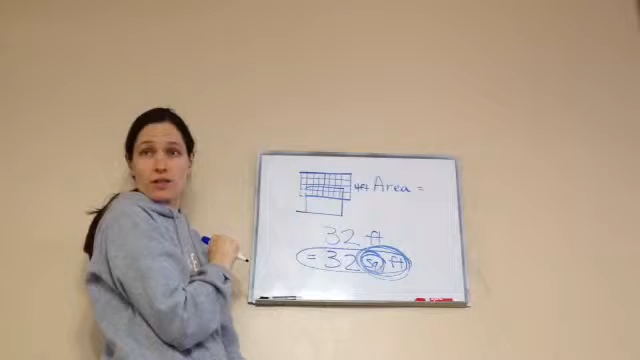 4ft Area =
32 ft
= 32 sq ft